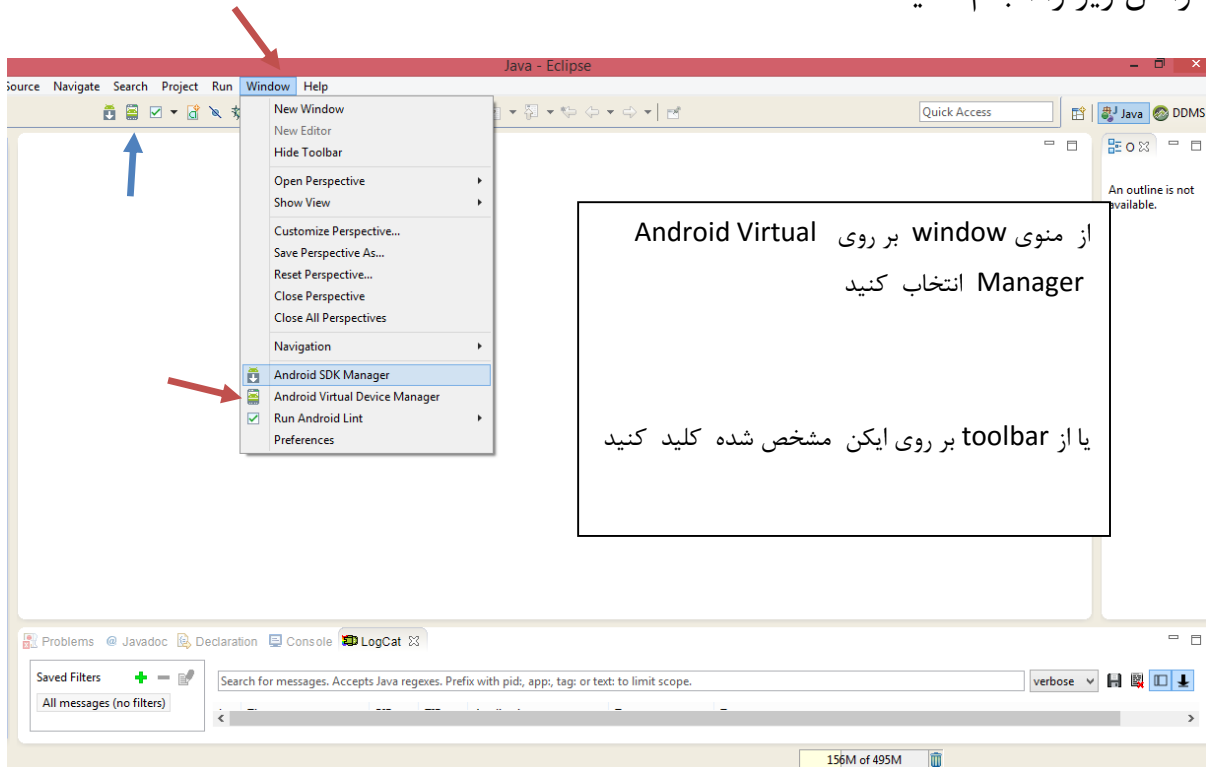 Java - Eclipse
Source Navigate Search Project Run Window Help
Quick Access
Java DDMS
New Window
New Editor
Hide Toolbar
Open Perspective
Show View
Customize Perspective...
Save Perspective As...
Reset Perspective...
Close Perspective
Close All Perspectives
Navigation
Android SDK Manager
Android Virtual Device Manager
Run Android Lint
Preferences
O
An outline is not
available.
از منوی window بر روی Android Virtual
Manager انتخاب کنید
یا از toolbar بر روی ایکن مشخص شده کلید کنید
Problems @ Javadoc Declaration Console LogCat
Saved Filters
All messages (no filters)
Search for messages. Accepts Java regexes. Prefix with pid:, app:, tag: or text: to limit scope.
verbose
156M of 495M